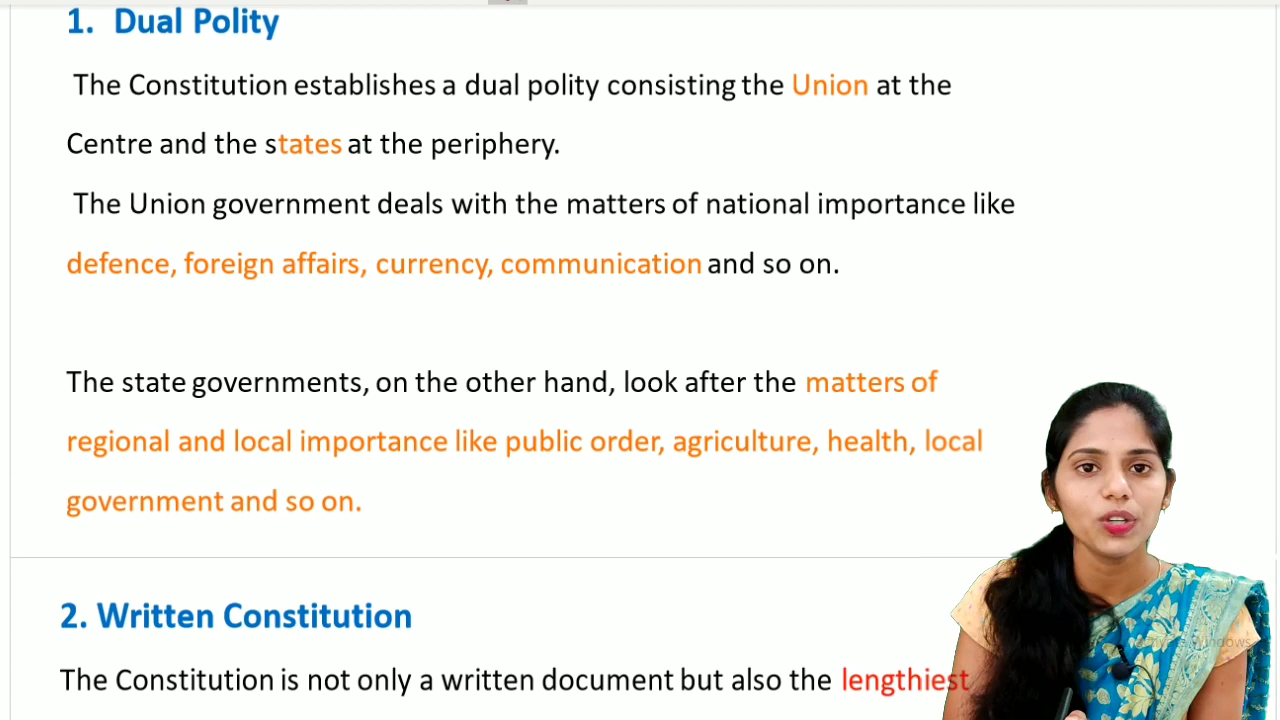 1. Dual Polity
The Constitution establishes a dual polity consisting the Union at the
Centre and the states at the periphery.
The Union government deals with the matters of national importance like
defence, foreign affairs, currency, communication and so on.
The state governments, on the other hand, look after the matters of
regional and local importance like public order, agriculture, health, local
government and so on.
2. Written Constitution
The Constitution is not only a written document but also the lengthiest